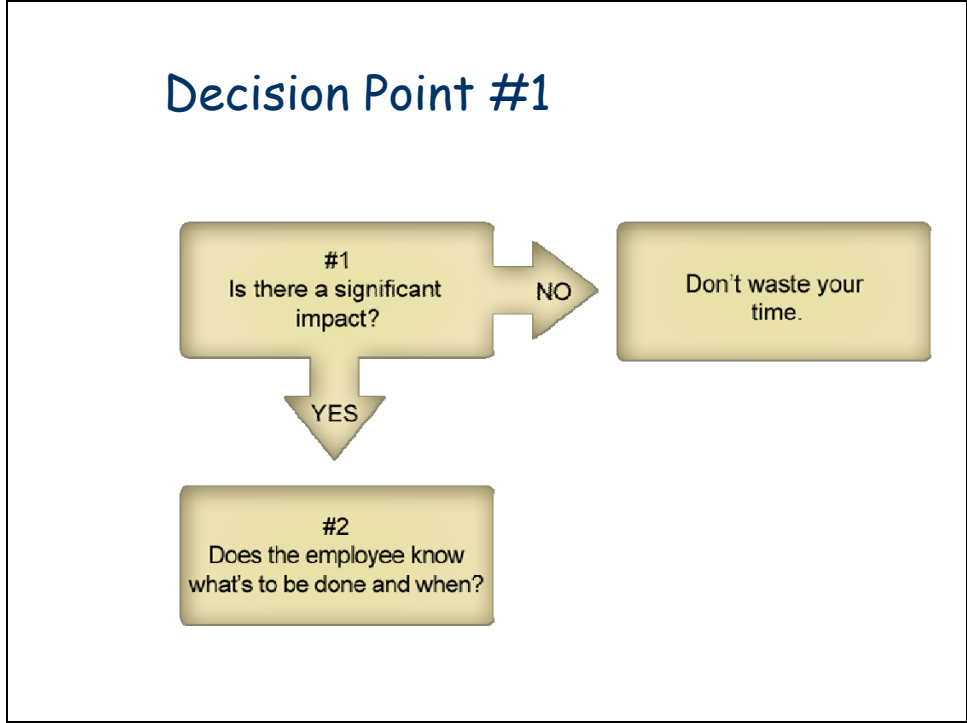 Decision Point #1
#1
Is there a significant
impact?
NO
Don't waste your
time.
YES
#2
Does the employee know
what's to be done and when?